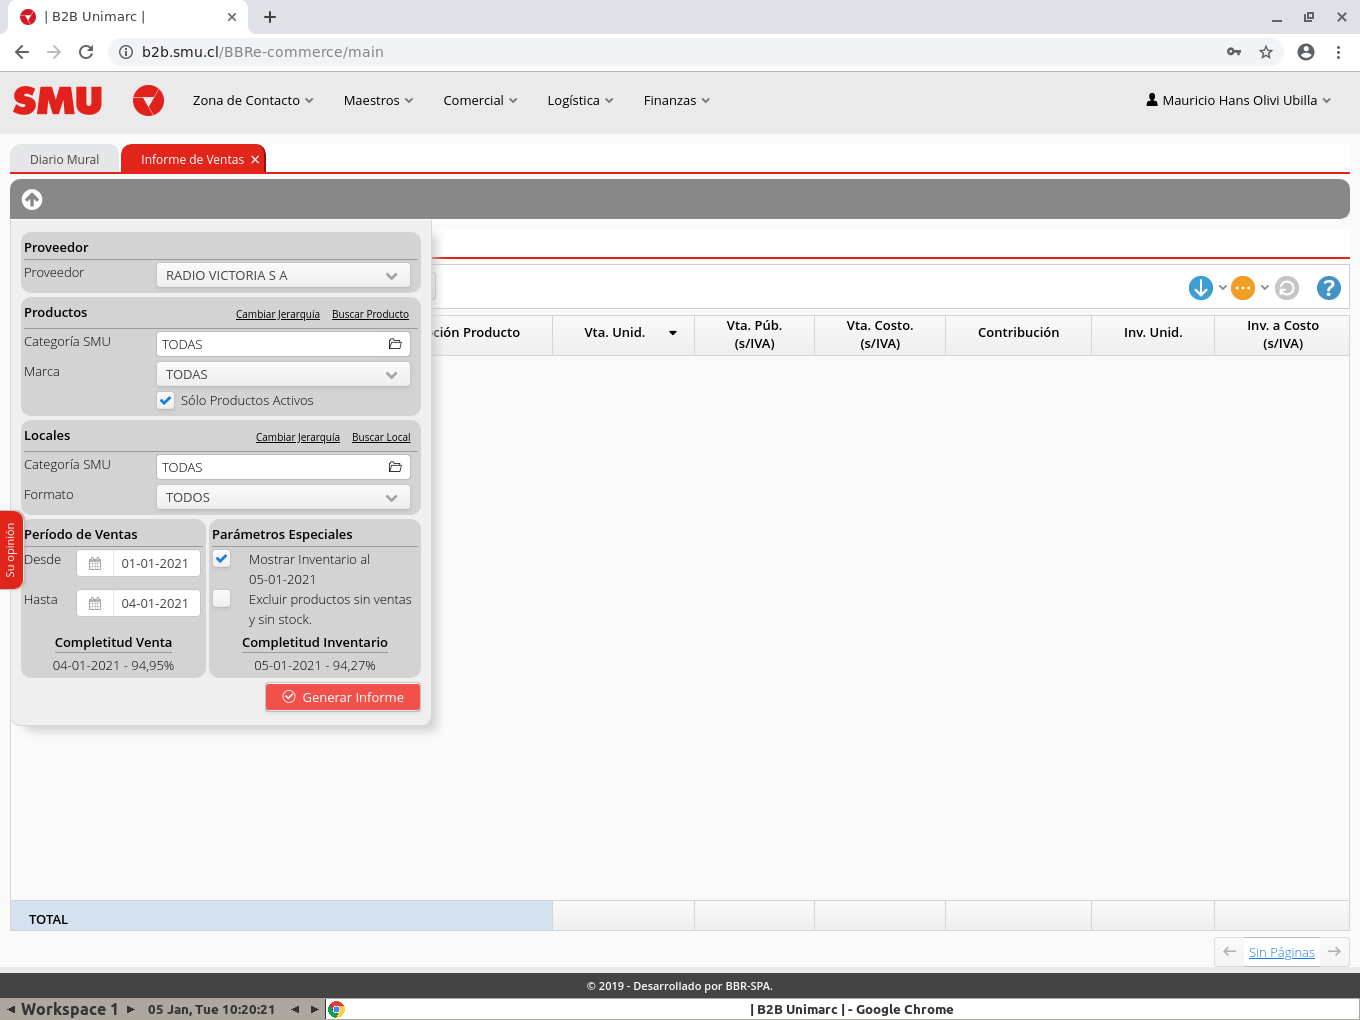 | B2B Unimarc |
b2b.smu.cl/BBRe-commerce/main
SMU Zona de Contacto Maestros Comercial Logística Finanzas Mauricio Hans Olivi Ubilla
Diario Mural Informe de Ventas
Proveedor
Proveedor RADIO VICTORIA S A
Productos Cambiar Jerarquía Buscar Producto
Categoría SMU TODAS
Marca TODAS
Sólo Productos Activos
Locales Cambiar Jerarquía Buscar Local
Categoría SMU TODAS
Formato TODOS
Su opinión
Período de Ventas
Desde 01-01-2021
Hasta 04-01-2021
Completitud Venta
04-01-2021 - 94,95%
Parámetros Especiales
Mostrar Inventario al
05-01-2021
Excluir productos sin ventas
y sin stock.
Completitud Inventario
05-01-2021 - 94,27%
Generar Informe
ción Producto Vta. Unid. Vta. Púb. (s/IVA) Vta. Costo. (s/IVA) Contribución Inv. Unid. Inv. a Costo (s/IVA)
TOTAL
Sin Páginas
© 2019 - Desarrollado por BBR-SPA.
Workspace 1 05 Jan, Tue 10:20:21 | B2B Unimarc | - Google Chrome